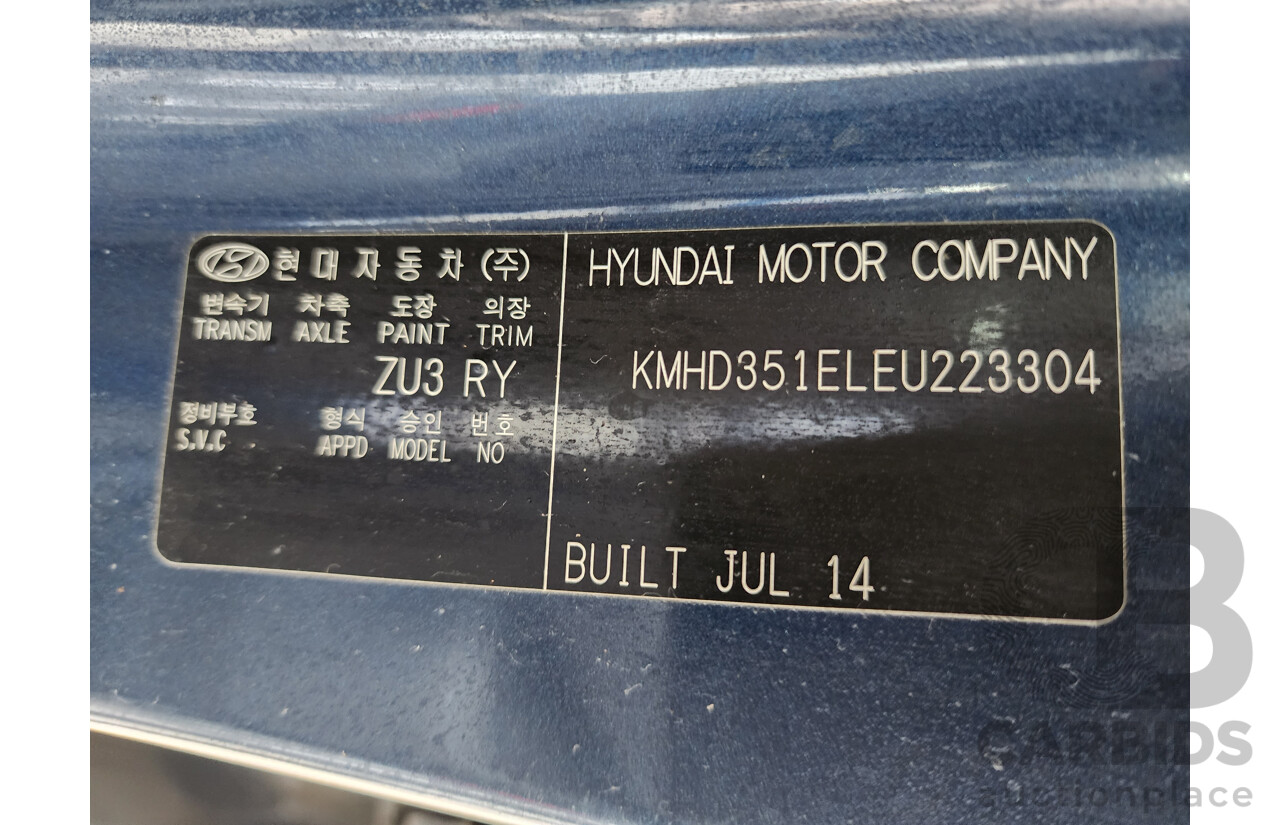 현대자동차 (주)
변속기 차축 도장 의장
TRANSM AXLE PAINT TRIM
ZU3 RY
정비부호 형식 승인 번호
S.V.C APPD MODEL NO
HYUNDAI MOTOR COMPANY
KMHD351ELEU223304
BUILT JUL 14
B
CARBIDS
auctionplace